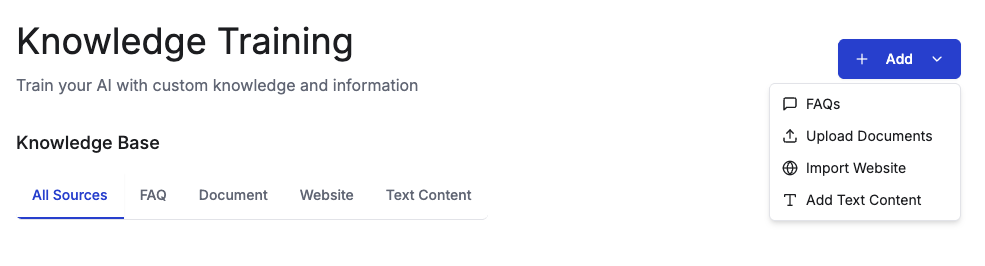 Knowledge Training
Add
Train your AI with custom knowledge and information
FAQs
Upload Documents
Knowledge Base
Import Website
All Sources FAQ Document Website Text Content
Add Text Content